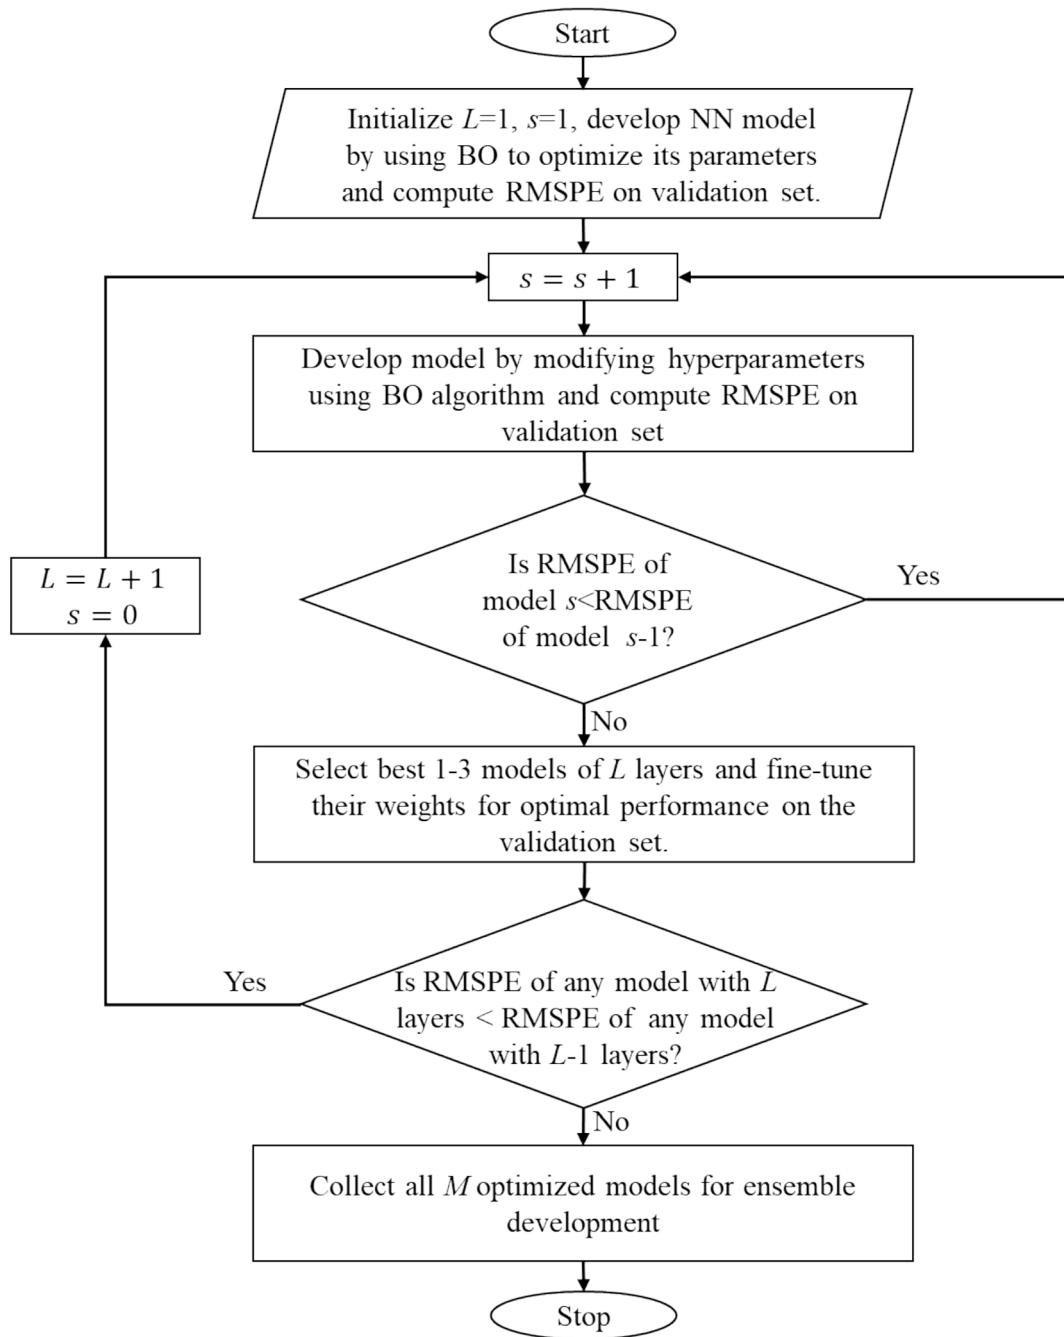 Start
Initialize L=1, s=1, develop NN model
by using BO to optimize its parameters
and compute RMSPE on validation set.
s = s + 1
Develop model by modifying hyperparameters
using BO algorithm and compute RMSPE on
validation set
Is RMSPE of
model s<RMSPE
of model s-1?
Yes
L = L + 1
s = 0
No
Select best 1-3 models of L layers and fine-tune
their weights for optimal performance on the
validation set.
Is RMSPE of any model with L
layers < RMSPE of any model
with L-1 layers?
Yes
No
Collect all M optimized models for ensemble
development
Stop